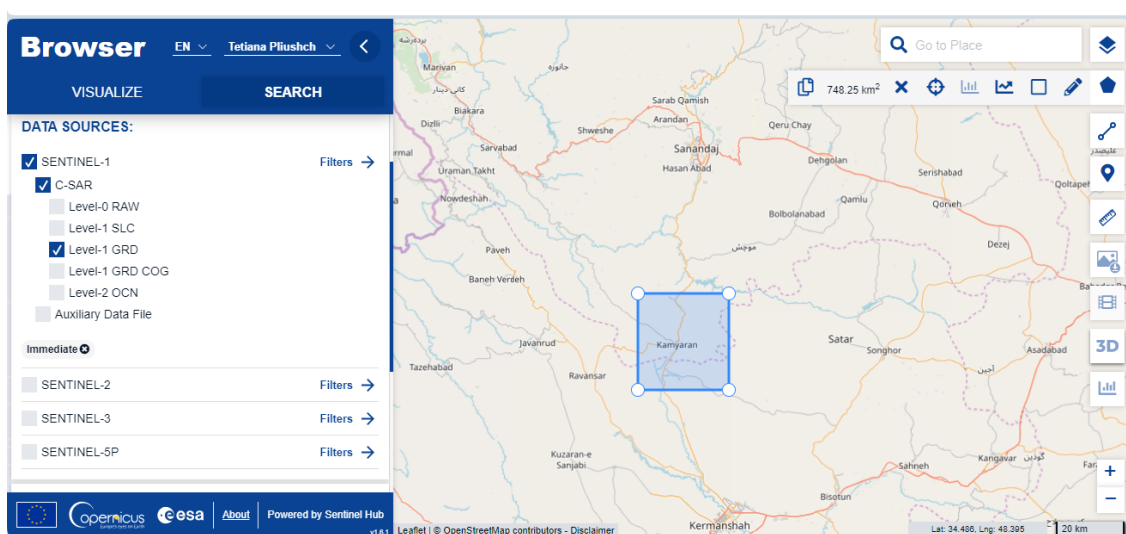 Browser EN Tetiana Pliushch
VISUALIZE SEARCH
DATA SOURCES:
SENTINEL-1 Filters →
C-SAR
Level-0 RAW
Level-1 SLC
Level-1 GRD
Level-1 GRD COG
Level-2 OCN
Auxiliary Data File
Immediate
SENTINEL-2 Filters →
SENTINEL-3 Filters →
SENTINEL-5P Filters →
opernicus
esa
About
Powered by Sentinel Hub
Go to Place
748.25 km²
3D
+
−
Marivan
Biakara
Dizlli
Shweshe
Sarab Qamish
Arandan
Qeru Chay
Sarvabad
Sanandaj
Hasan Abad
Dehgolan
Uraman Takht
Serishabad
Qoltapeh
Nowdeshah
Qamlu
Qorveh
Bolbolanabad
Paveh
موچش
Dezej
Baneh Verdeh
Javanrud
Kamyaran
Satar
Songhor
Asadabad
Tazehabad
Ravansar
آجین
Kuzaran-e
Sanjabi
Sahneh
Kangavar
گودین
Bisotun
Kermanshah
Leaflet | © OpenStreetMap contributors - Disclaimer
Lat: 34.486, Lng: 48.395
20 km